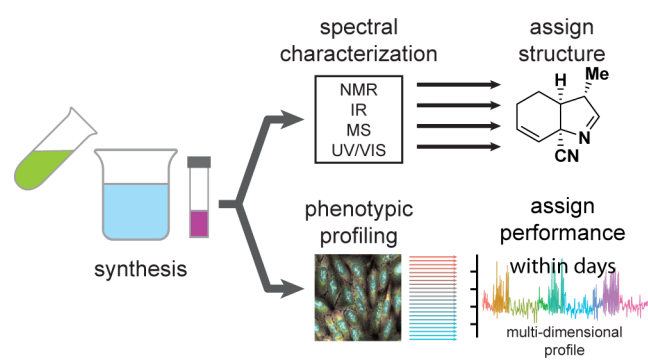 spectral
characterization
assign
structure
NMR
IR
MS
UV/VIS
H
Me
N
CN
synthesis
phenotypic
profiling
assign
performance
within days
multi-dimensional
profile